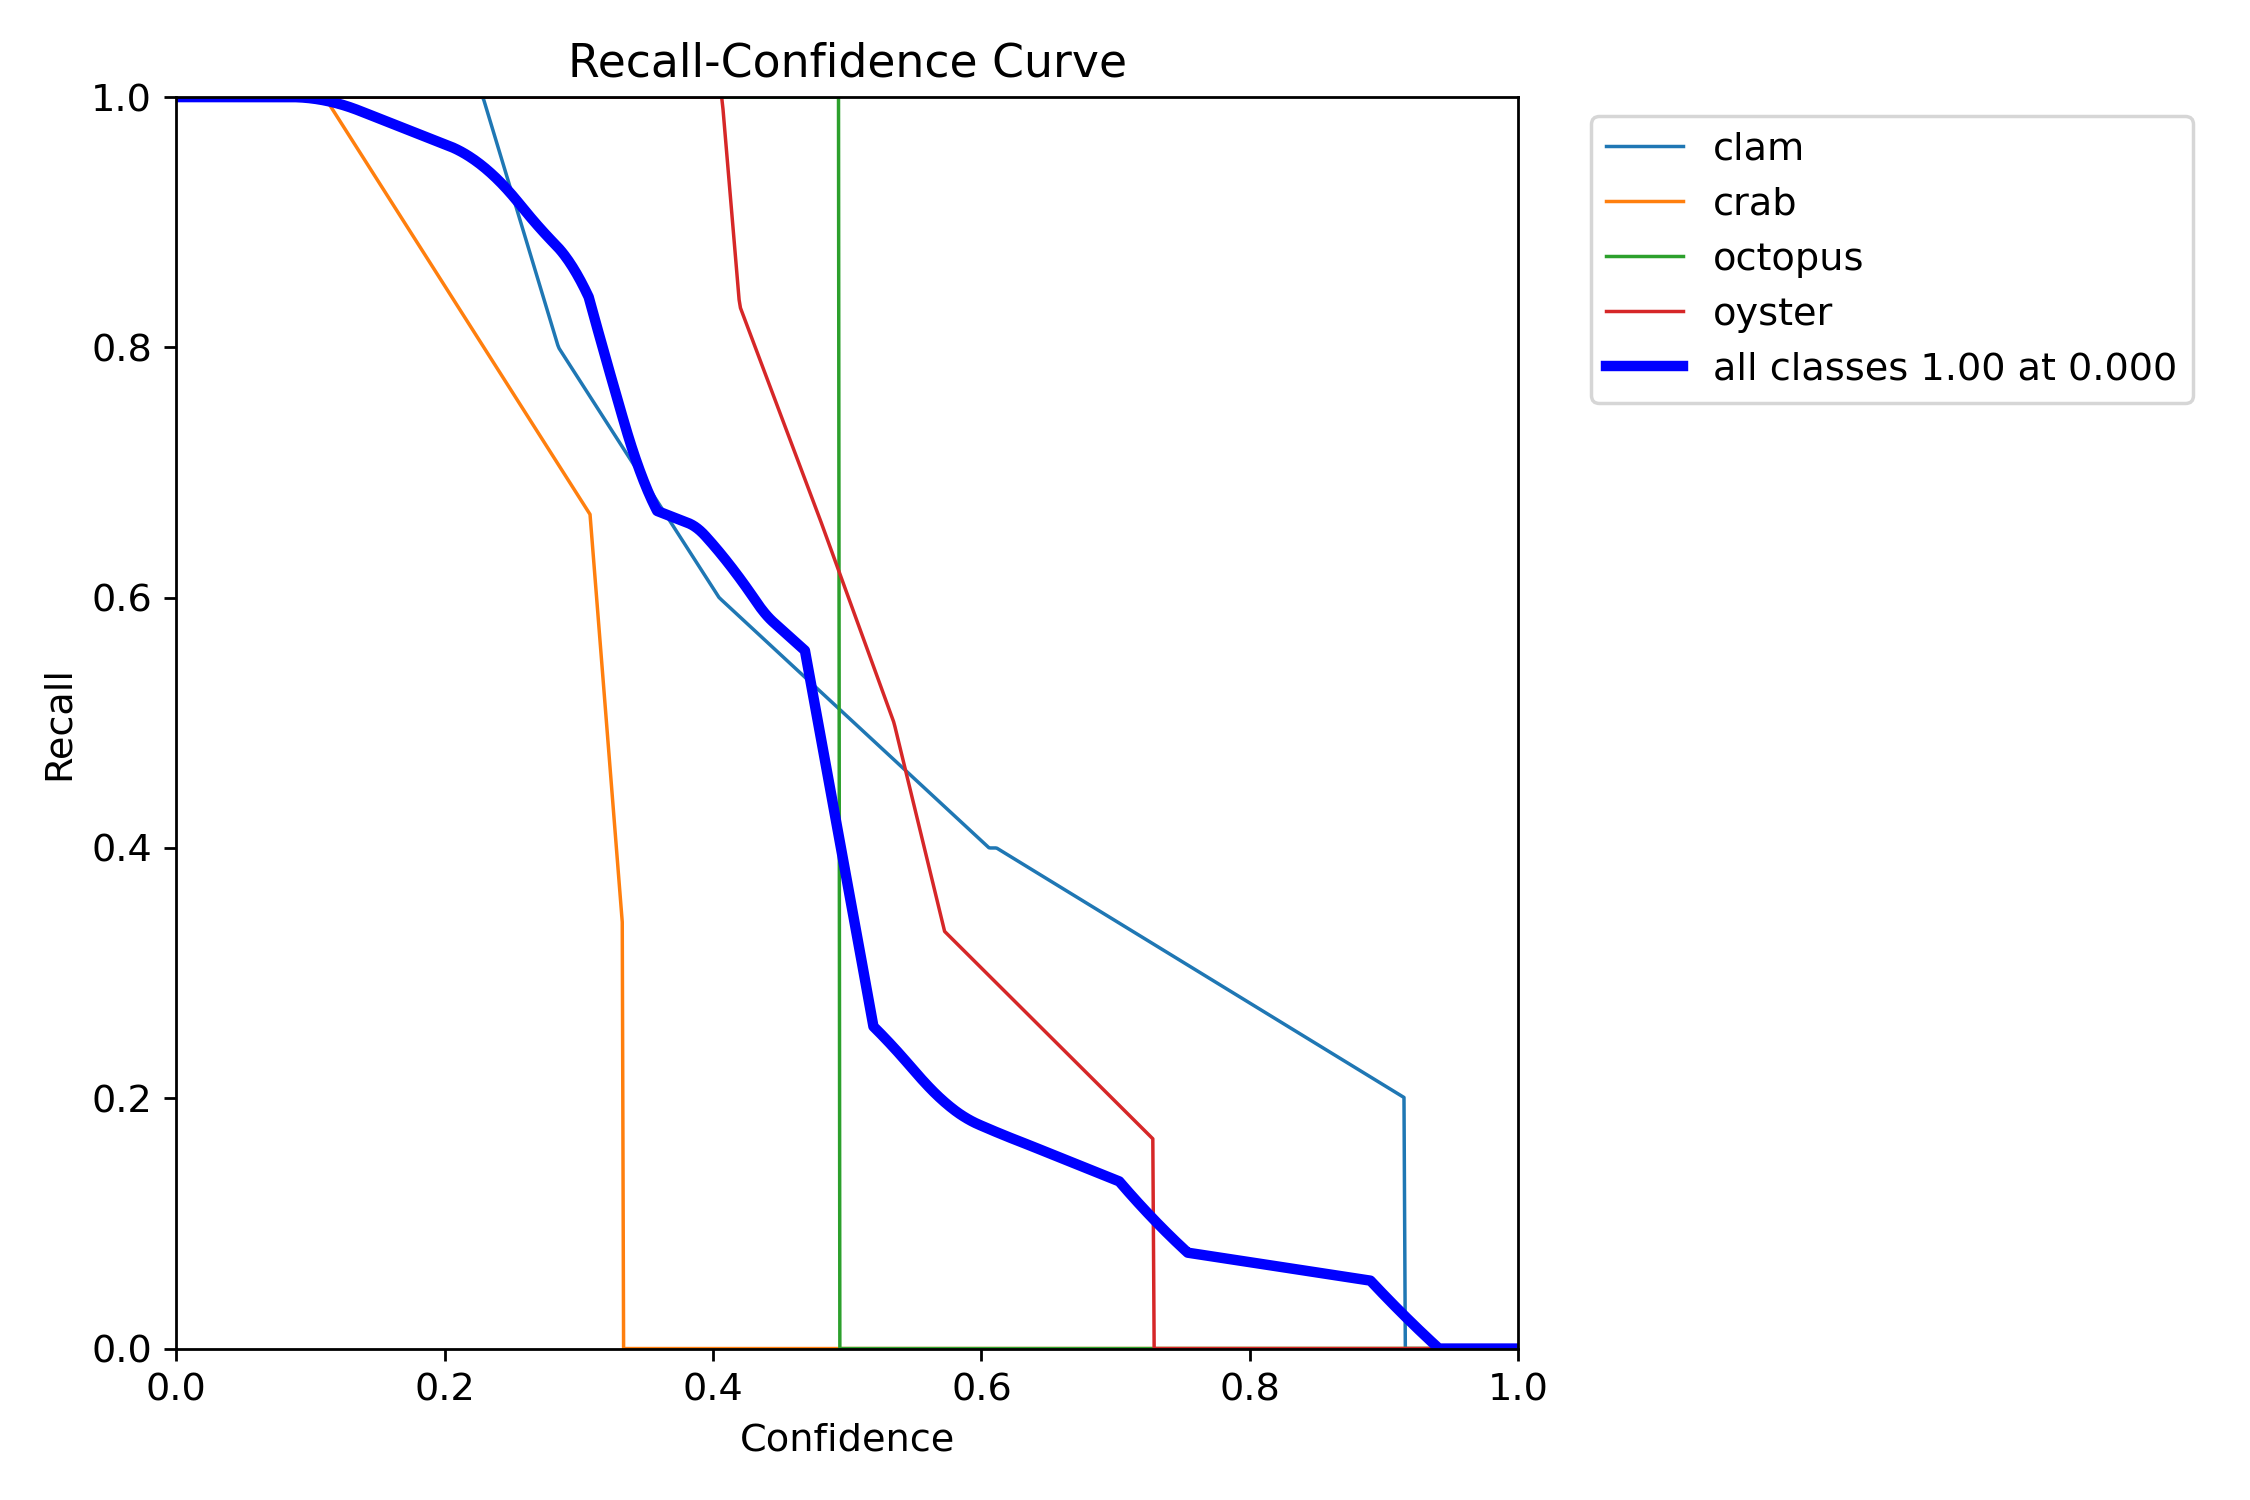 Recall-Confidence Curve
1.0
0.8
0.6
0.4
0.2
0.0
Recall
0.0 0.2 0.4 0.6 0.8 1.0
Confidence
clam
crab
octopus
oyster
all classes 1.00 at 0.000